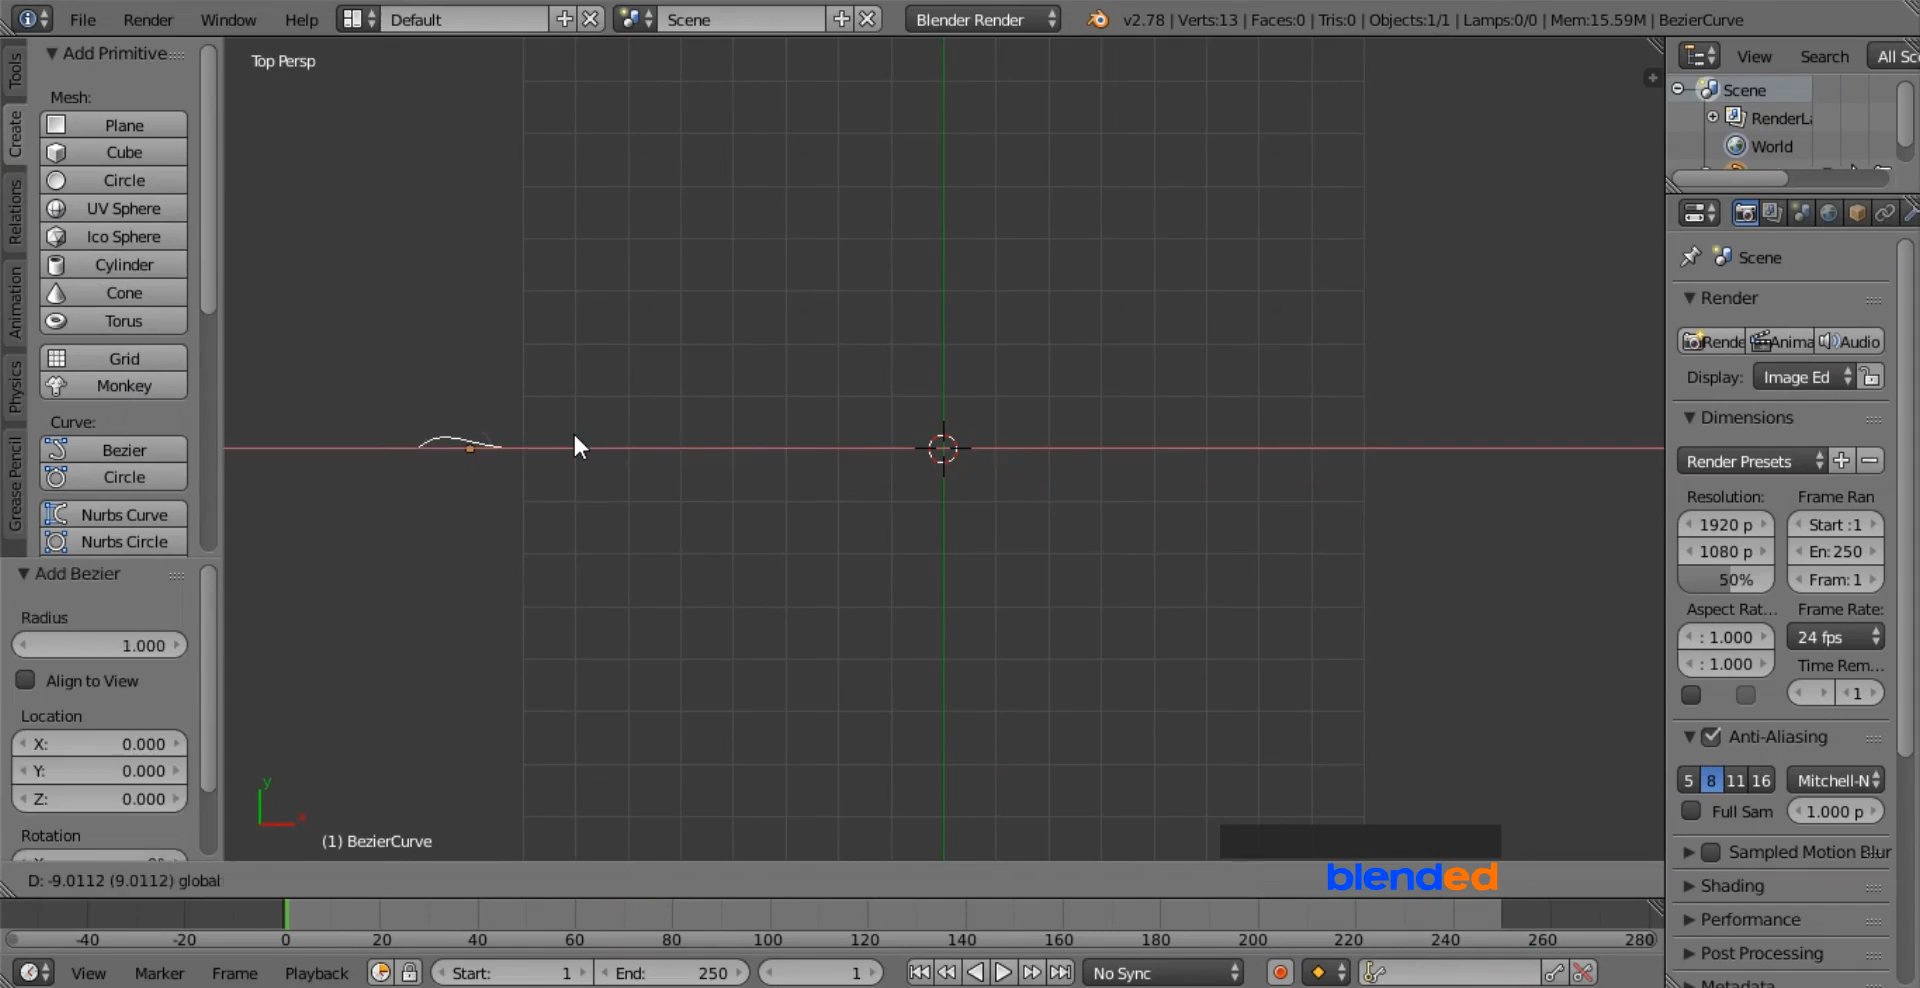 File Render Window Help Default Scene Blender Render v2.78 | Verts:13 | Faces:0 | Tris:0 | Objects:1/1 | Lamps:0/0 | Mem:15.59M | BezierCurve
Tools
Create
Relations
Animation
Physics
Grease Pencil
Add Primitive
Mesh:
Plane
Cube
Circle
UV Sphere
Ico Sphere
Cylinder
Cone
Torus
Grid
Monkey
Curve:
Bezier
Circle
Nurbs Curve
Nurbs Circle
Add Bezier
Radius
1.000
Align to View
Location
X: 0.000
Y: 0.000
Z: 0.000
Rotation
Top Persp
y
x
(1) BezierCurve
D: -9.0112 (9.0112) global
blended
View Search All Sc
Scene
RenderLa
World
Scene
Render
Rende Anima Audio
Display: Image Ed
Dimensions
Render Presets
Resolution: Frame Ran
1920 p Start :1
1080 p En: 250
50% Fram: 1
Aspect Rat... Frame Rate:
: 1.000 24 fps
: 1.000 Time Rem...
1
Anti-Aliasing
5 8 11 16 Mitchell-N
Full Sam 1.000 p
Sampled Motion Blur
Shading
Performance
Post Processing
Metadata
-40 -20 0 20 40 60 80 100 120 140 160 180 200 220 240 260 280
View Marker Frame Playback Start: 1 End: 250 1 No Sync